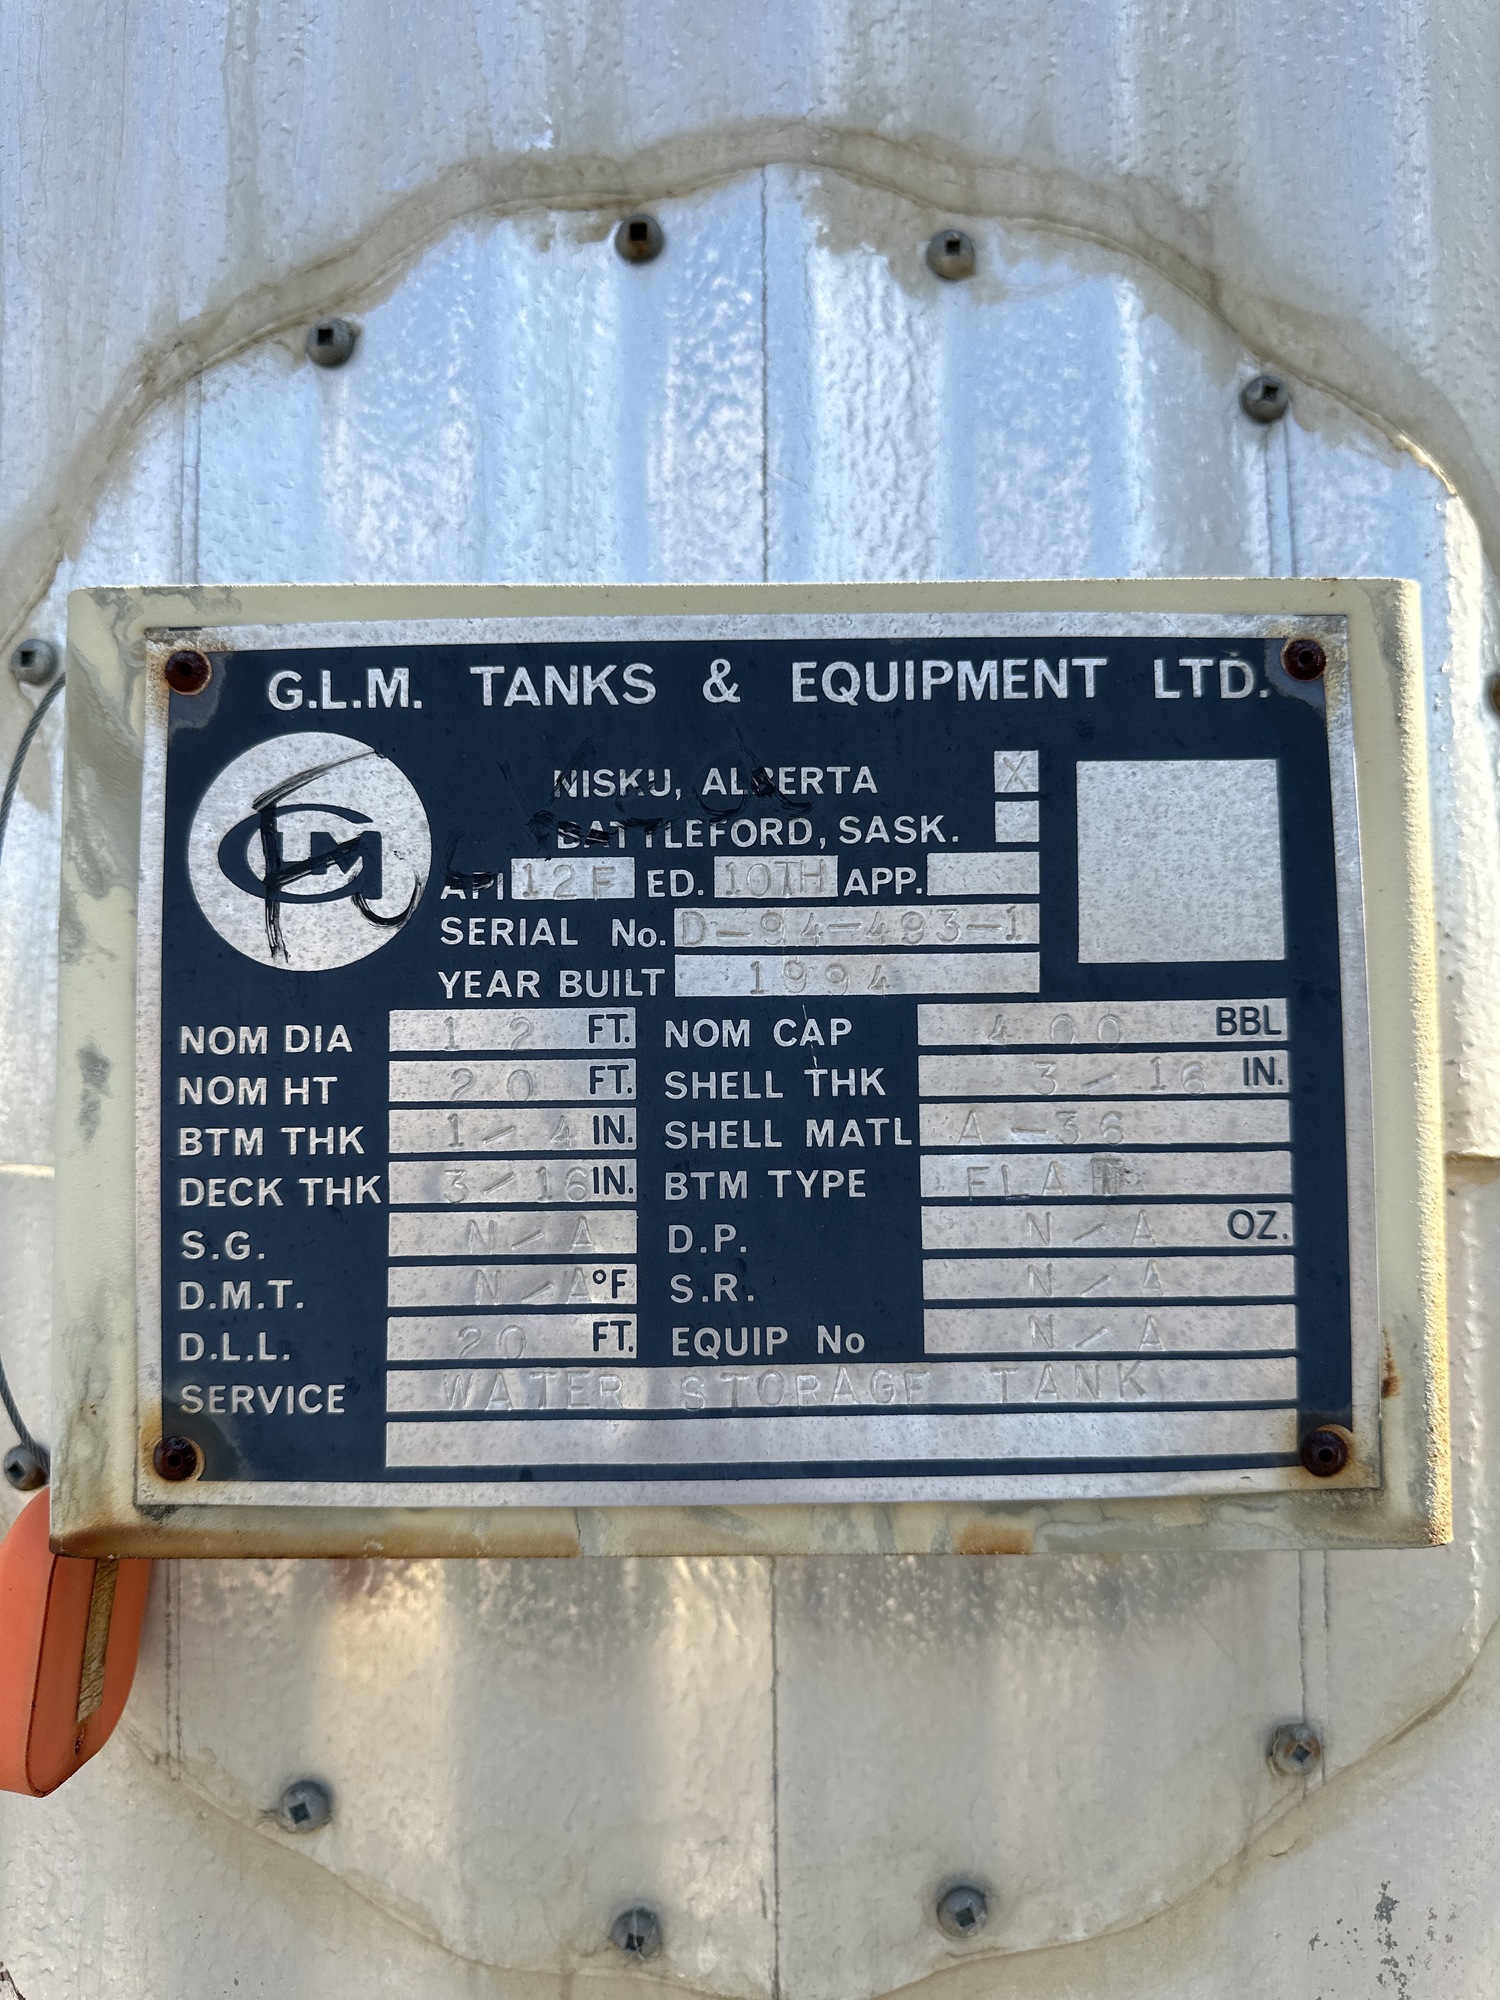 G.L.M. TANKS & EQUIPMENT LTD.
GLM
NISKU, ALBERTA X
BATTLEFORD, SASK.
API 12F ED. 10TH APP.
SERIAL No. D-94-493-1
YEAR BUILT 1994
NOM DIA 12 FT. NOM CAP 400 BBL
NOM HT 20 FT. SHELL THK 3/16 IN.
BTM THK 1/4 IN. SHELL MATL A-36
DECK THK 3/16 IN. BTM TYPE FLAT
S.G. N/A D.P. N/A OZ.
D.M.T. N/A °F S.R. N/A
D.L.L. 20 FT. EQUIP No N/A
SERVICE WATER STORAGE TANK